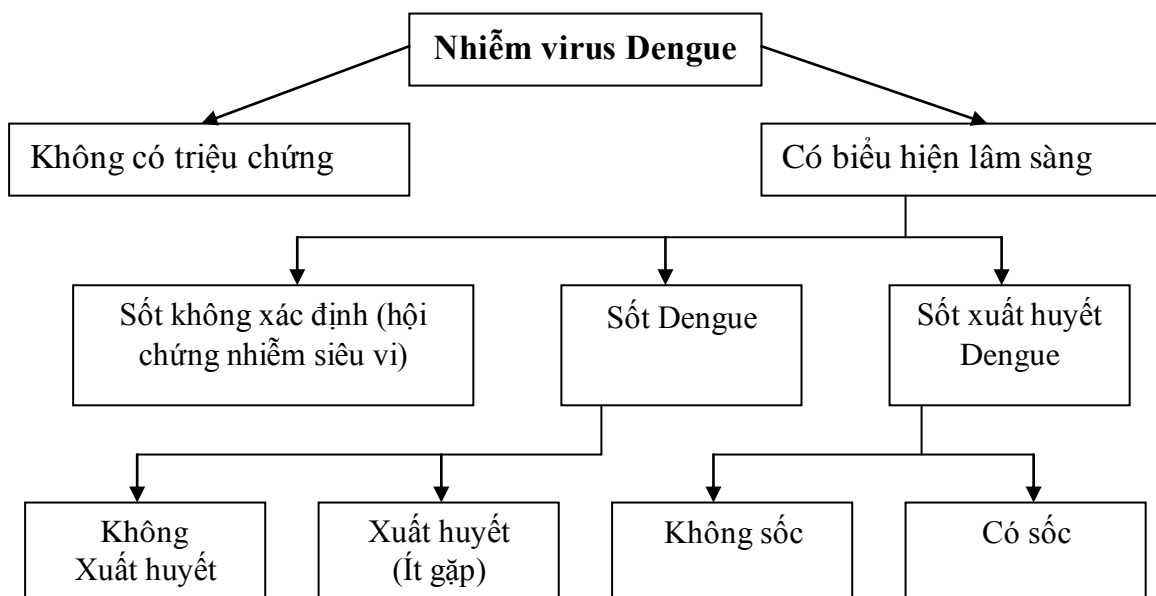 Nhiễm virus Dengue
Không có triệu chứng
Có biểu hiện lâm sàng
Sốt không xác định (hội
chứng nhiễm siêu vi)
Sốt Dengue
Sốt xuất huyết
Dengue
Không
Xuất huyết
Xuất huyết
(Ít gặp)
Không sốc
Có sốc